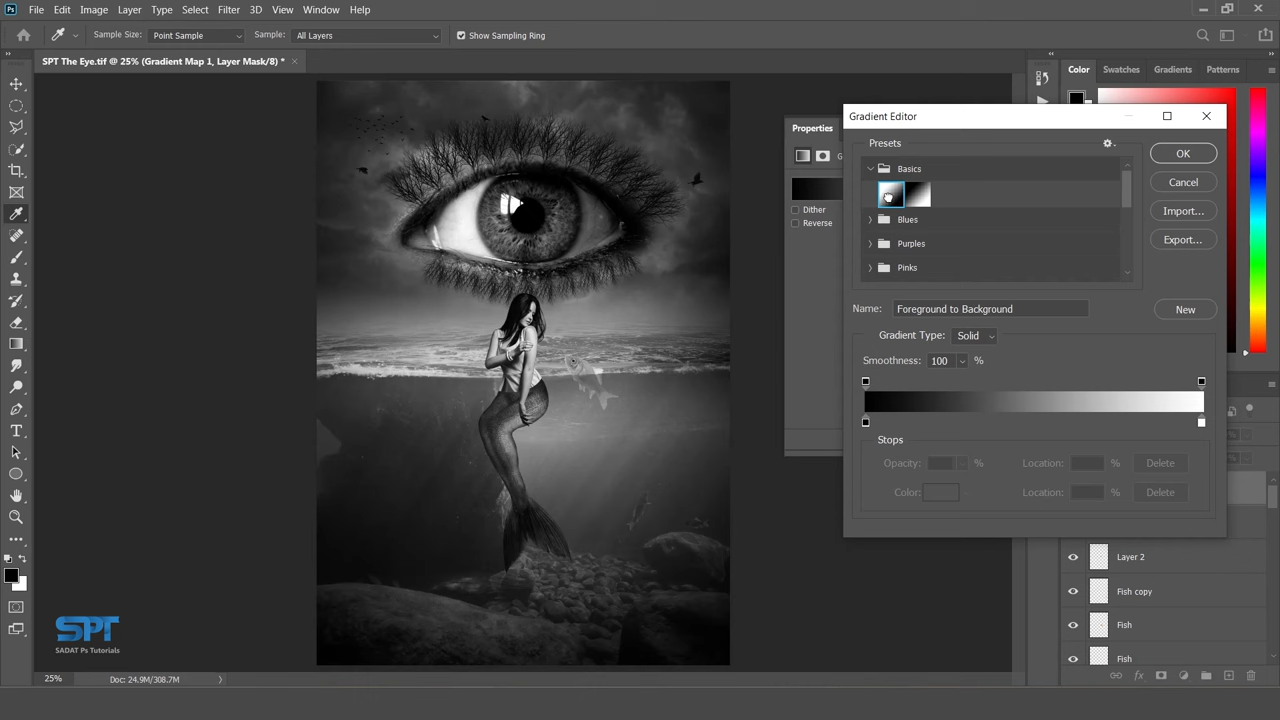 Ps File Edit Image Layer Type Select Filter 3D View Window Help
Sample Size: Point Sample Sample: All Layers Show Sampling Ring
SPT The Eye.tif @ 25% (Gradient Map 1, Layer Mask/8) *
Color Swatches Gradients Patterns
Properties
Dither
Reverse
Gradient Editor
Presets
Basics
Blues
Purples
Pinks
OK
Cancel
Import...
Export...
Name: Foreground to Background
New
Gradient Type: Solid
Smoothness: 100 %
Stops
Opacity: % Location: % Delete
Color: Location: % Delete
Layer 2
Fish copy
Fish
Fish
SPT
SADAT Ps Tutorials
25% Doc: 24.9M/308.7M
fx